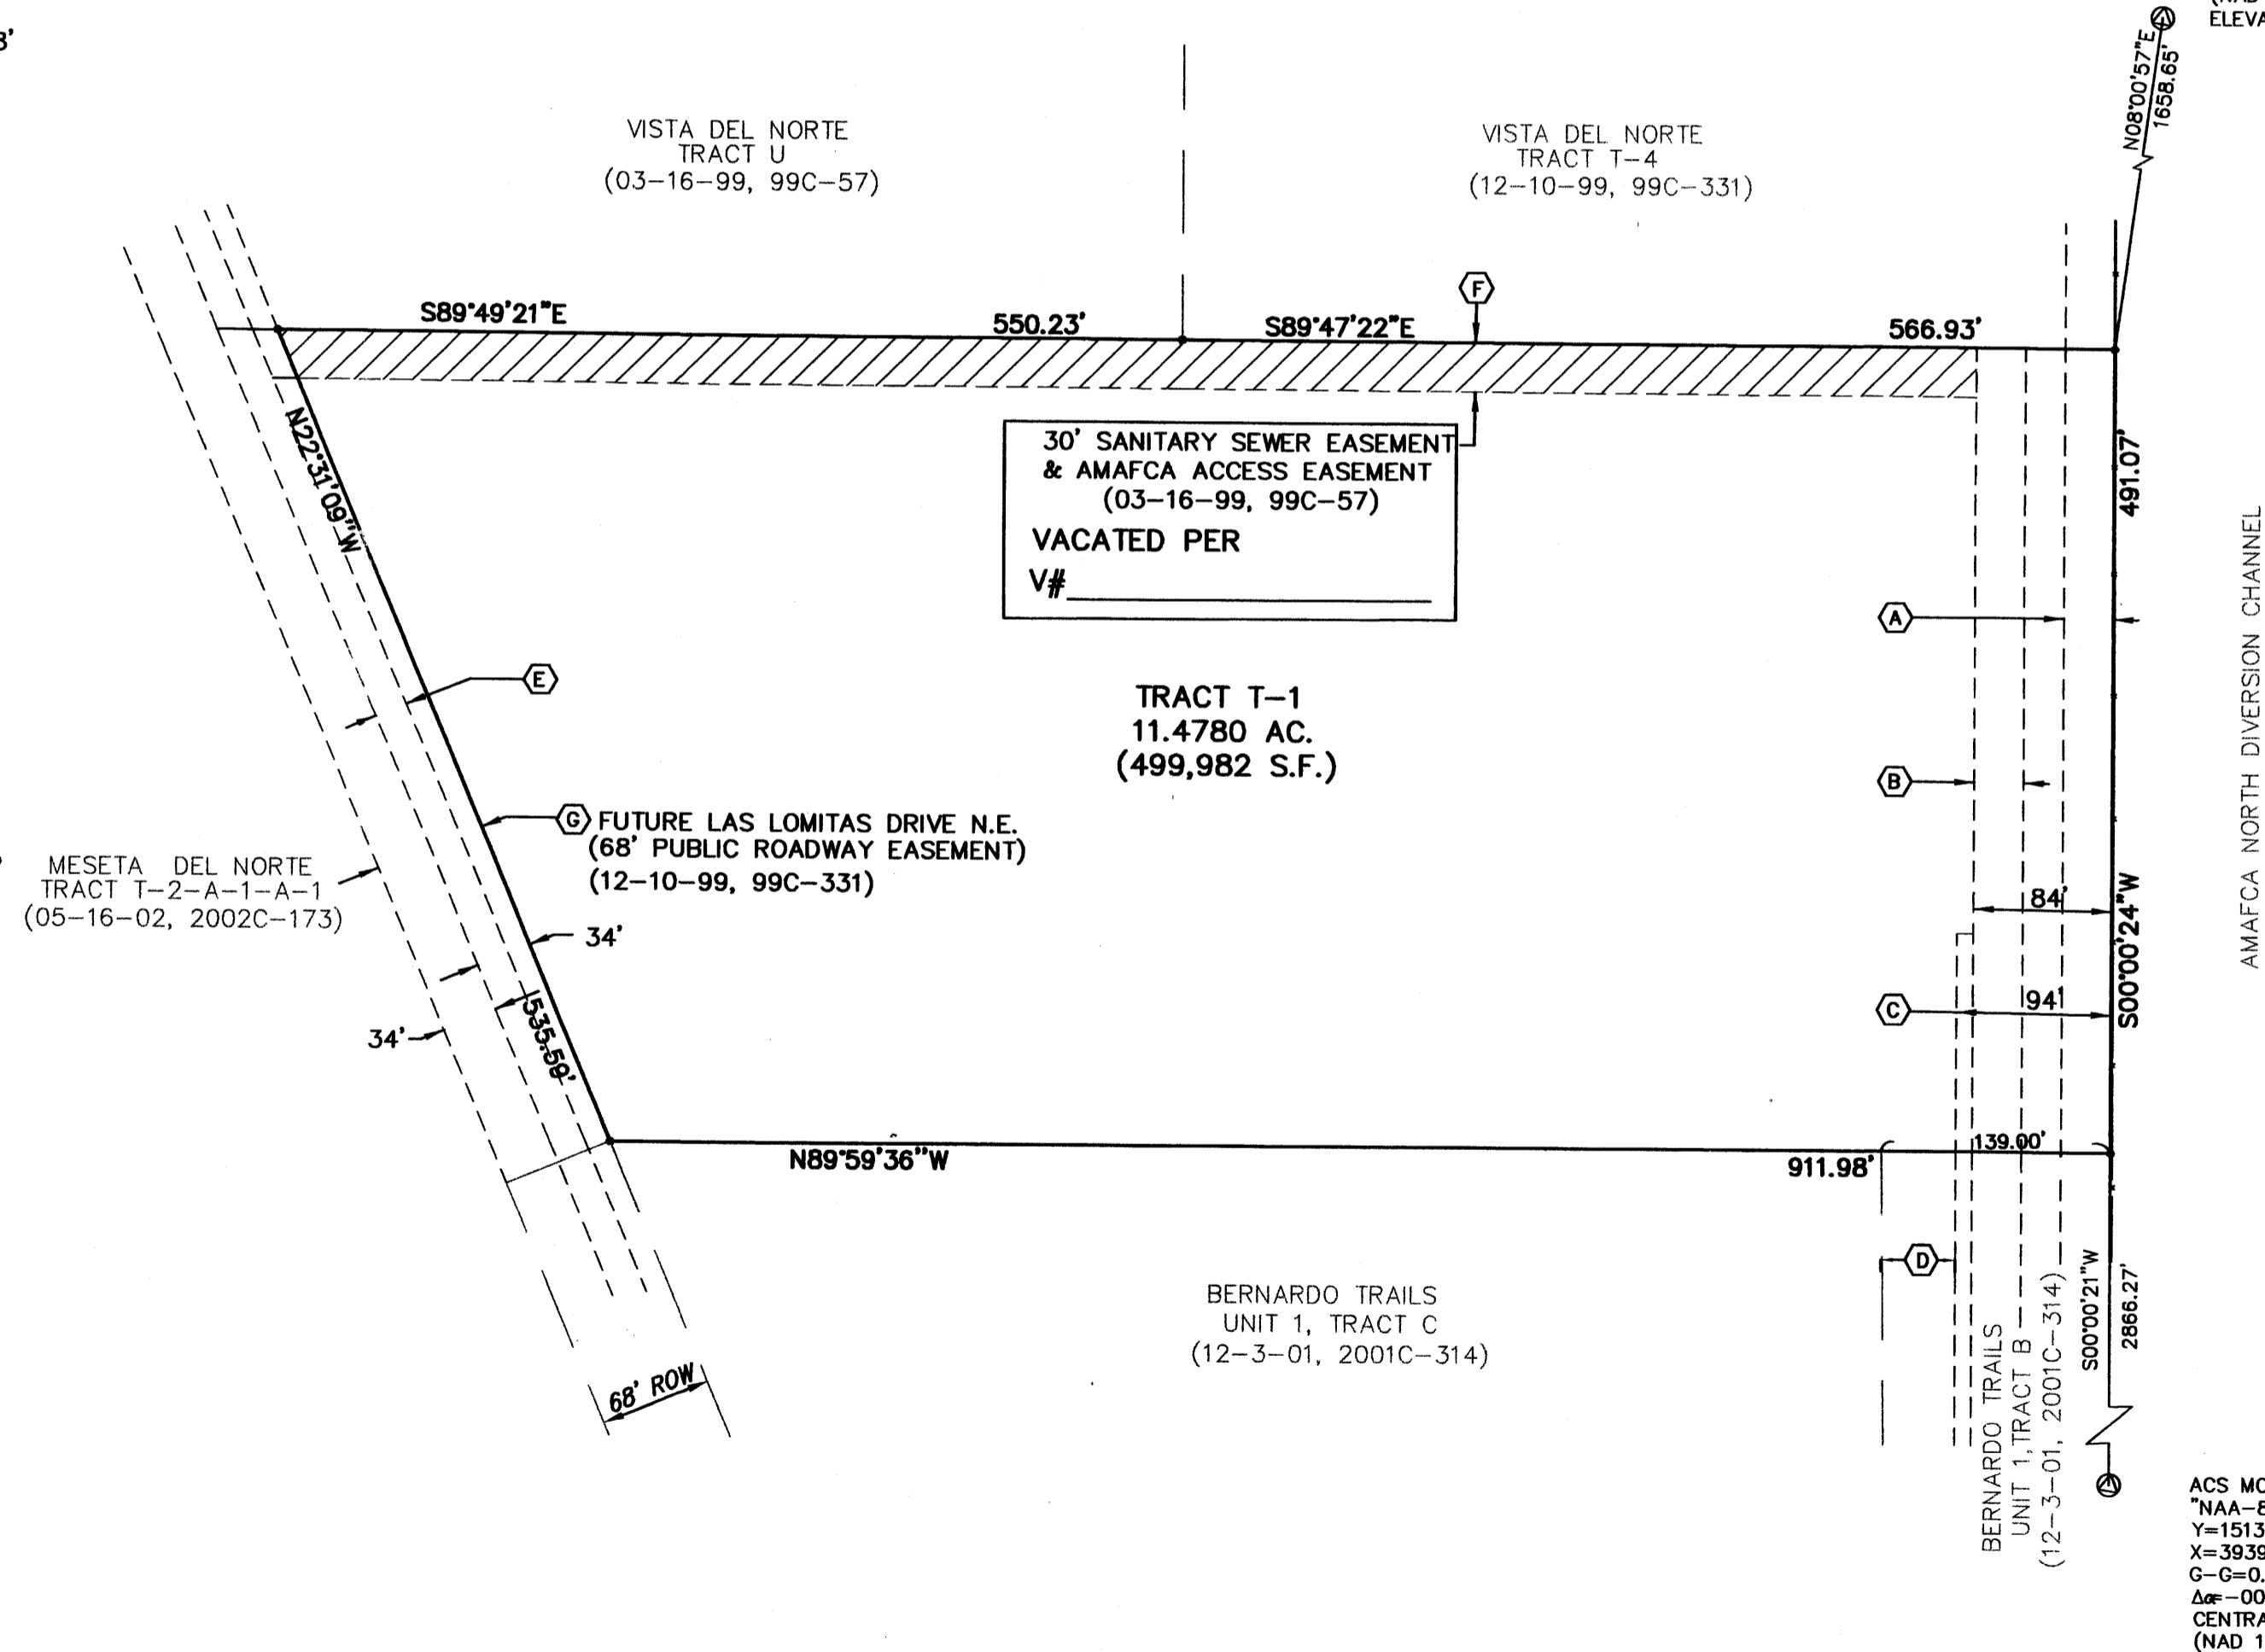 3'
ELEVA
N08°00'57"E
1658.65'
VISTA DEL NORTE
TRACT U
(03-16-99, 99C-57)
VISTA DEL NORTE
TRACT T-4
(12-10-99, 99C-331)
F
S89°49'21"E
550.23'
S89°47'22"E
566.93'
N22°31'09"W
30' SANITARY SEWER EASEMENT
& AMAFCA ACCESS EASEMENT
(03-16-99, 99C-57)
VACATED PER
V#
491.07'
AMAFCA NORTH DIVERSION CHANNEL
A
E
TRACT T-1
11.4780 AC.
(499,982 S.F.)
B
G FUTURE LAS LOMITAS DRIVE N.E.
(68' PUBLIC ROADWAY EASEMENT)
(12-10-99, 99C-331)
MESETA DEL NORTE
TRACT T-2-A-1-A-1
(05-16-02, 2002C-173)
84'
S00°00'24"W
34'
C
94'
34'
535.59'
N89°59'36"W
911.98'
139.00'
D
BERNARDO TRAILS
UNIT 1, TRACT C
(12-3-01, 2001C-314)
BERNARDO TRAILS
UNIT 1, TRACT B
(12-3-01, 2001C-314)
S00°00'21"W
2866.27'
68' ROW
ACS MO
"NAA-8
Y=1513
X=3939
G-G=0.
Δα=-00
CENTRA
(NAD 1